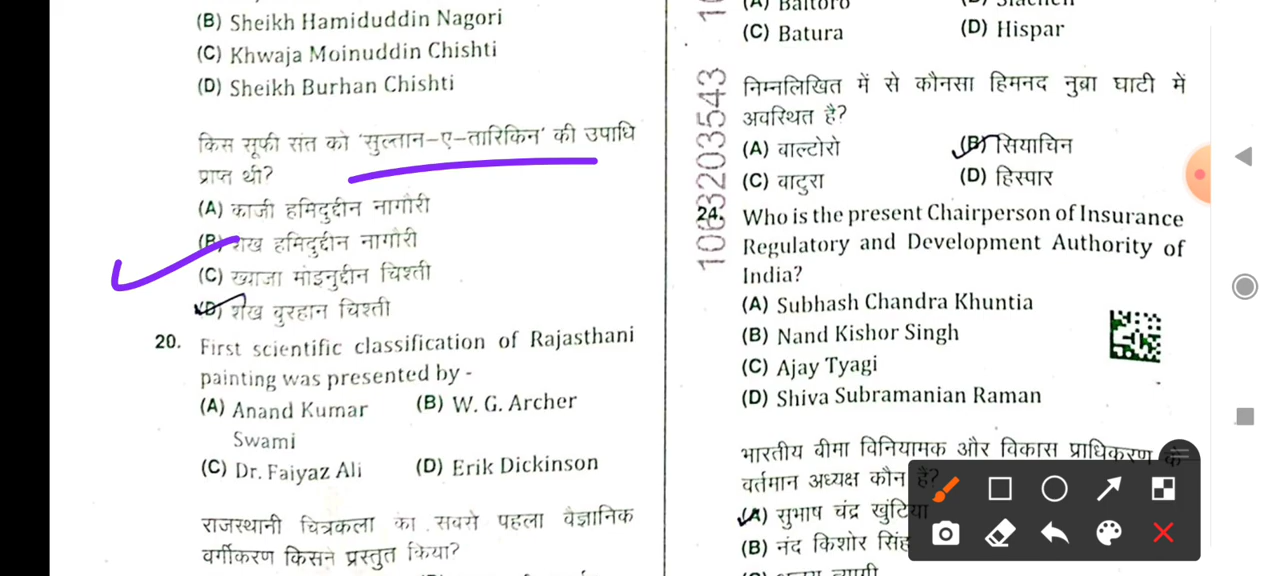 (B) Sheikh Hamiduddin Nagori
(C) Khwaja Moinuddin Chishti
(D) Sheikh Burhan Chishti
किस सूफी संत को 'सुल्तान-ए-तारिकिन' की उपाधि
प्राप्त थी?
(A) काजी हमिदुद्दीन नागौरी
(B) शेख हमिदुद्दीन नागौरी
(C) ख्वाजा मोइनुद्दीन चिश्ती
(D) शेख बुरहान चिश्ती
20. First scientific classification of Rajasthani
painting was presented by -
(A) Anand Kumar (B) W. G. Archer
Swami
(C) Dr. Faiyaz Ali (D) Erik Dickinson
राजस्थानी चित्रकला का सबसे पहला वैज्ञानिक
वर्गीकरण किसने प्रस्तुत किया?
1063203543
(A) Baltoro (B) Siachen
(C) Batura (D) Hispar
निम्नलिखित में से कौनसा हिमनद नुब्रा घाटी में
अवस्थित है?
(A) वाल्टोरो (B) सियाचिन
(C) वाटुरा (D) हिस्पार
24. Who is the present Chairperson of Insurance
Regulatory and Development Authority of
India?
(A) Subhash Chandra Khuntia
(B) Nand Kishor Singh
(C) Ajay Tyagi
(D) Shiva Subramanian Raman
भारतीय बीमा विनियामक और विकास प्राधिकरण के
वर्तमान अध्यक्ष कौन है?
(A) सुभाष चंद्र खुंटिया
(B) नंद किशोर सिंह